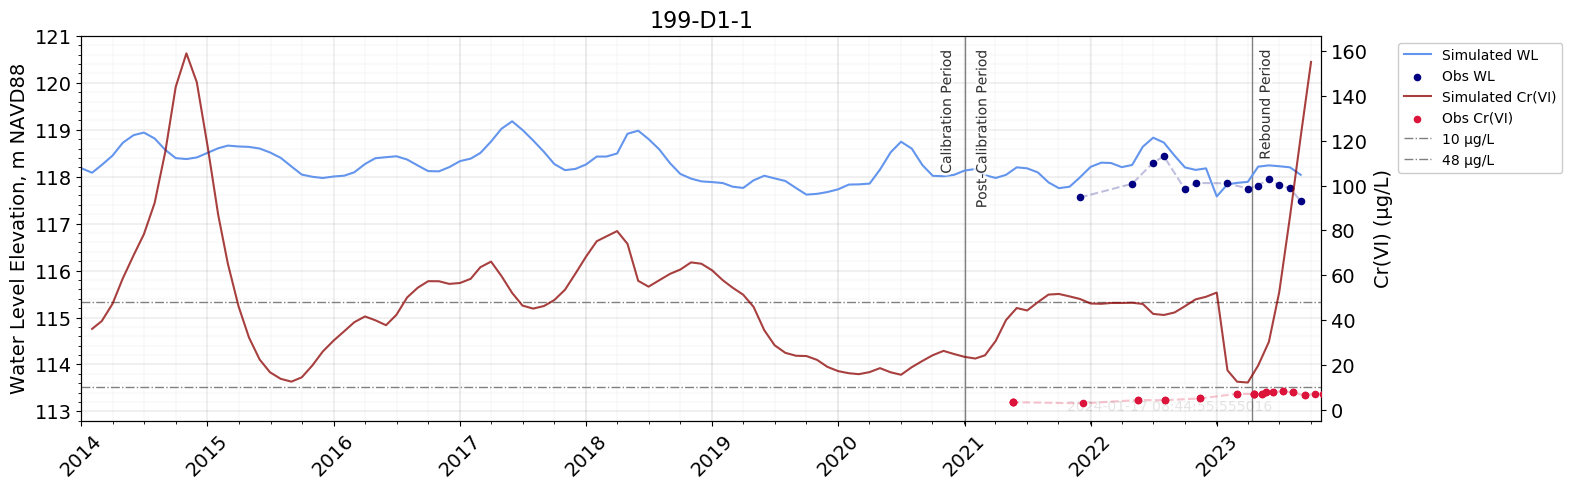 199-D1-1
Water Level Elevation, m NAVD88
121
120
119
118
117
116
115
114
113
Calibration Period
Post-Calibration Period
Rebound Period
160
140
120
100
80
60
40
20
0
Cr(VI) (µg/L)
2014
2015
2016
2017
2018
2019
2020
2021
2022
2023
Simulated WL
Obs WL
Simulated Cr(VI)
Obs Cr(VI)
10 µg/L
48 µg/L